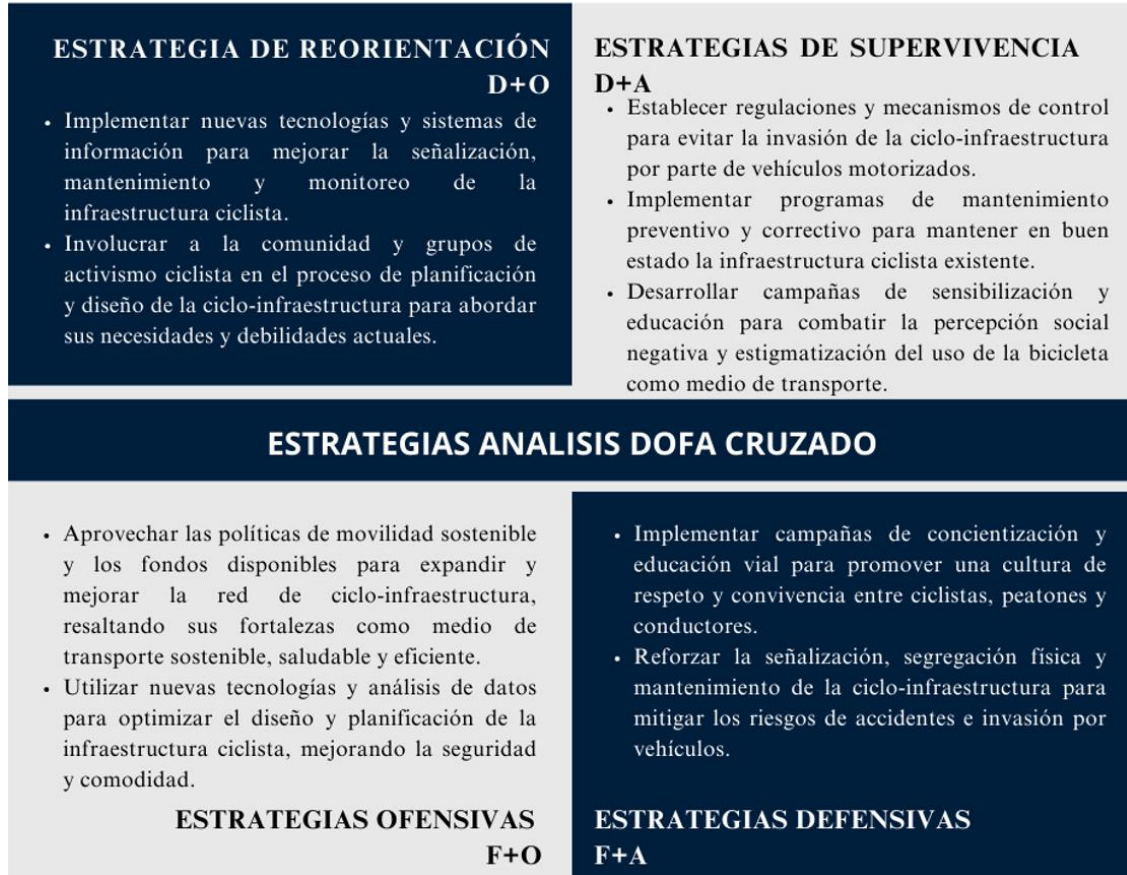 ESTRATEGIA DE REORIENTACIÓN
D+O
• Implementar nuevas tecnologías y sistemas de
información para mejorar la señalización,
mantenimiento y monitoreo de la
infraestructura ciclista.
• Involucrar a la comunidad y grupos de
activismo ciclista en el proceso de planificación
y diseño de la ciclo-infraestructura para abordar
sus necesidades y debilidades actuales.
ESTRATEGIAS DE SUPERVIVENCIA
D+A
• Establecer regulaciones y mecanismos de control
para evitar la invasión de la ciclo-infraestructura
por parte de vehículos motorizados.
• Implementar programas de mantenimiento
preventivo y correctivo para mantener en buen
estado la infraestructura ciclista existente.
• Desarrollar campañas de sensibilización y
educación para combatir la percepción social
negativa y estigmatización del uso de la bicicleta
como medio de transporte.
ESTRATEGIAS ANALISIS DOFA CRUZADO
• Aprovechar las políticas de movilidad sostenible
y los fondos disponibles para expandir y
mejorar la red de ciclo-infraestructura,
resaltando sus fortalezas como medio de
transporte sostenible, saludable y eficiente.
• Utilizar nuevas tecnologías y análisis de datos
para optimizar el diseño y planificación de la
infraestructura ciclista, mejorando la seguridad
y comodidad.
ESTRATEGIAS OFENSIVAS
F+O
• Implementar campañas de concientización y
educación vial para promover una cultura de
respeto y convivencia entre ciclistas, peatones y
conductores.
• Reforzar la señalización, segregación física y
mantenimiento de la ciclo-infraestructura para
mitigar los riesgos de accidentes e invasión por
vehículos.
ESTRATEGIAS DEFENSIVAS
F+A